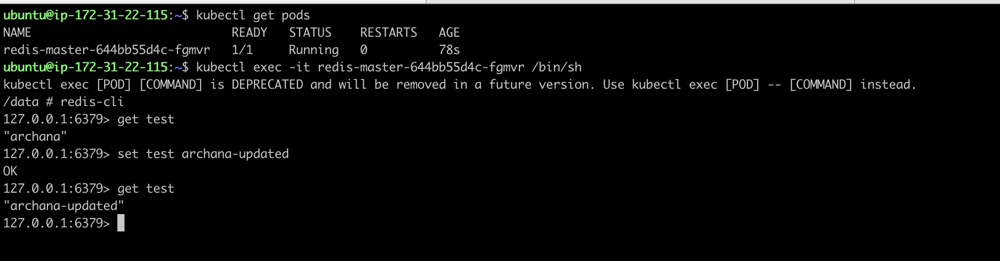 ubuntu@ip-172-31-22-115:~$ kubectl get pods
NAME                            READY   STATUS    RESTARTS   AGE
redis-master-644bb55d4c-fgmvr   1/1     Running   0          78s
ubuntu@ip-172-31-22-115:~$ kubectl exec -it redis-master-644bb55d4c-fgmvr /bin/sh
kubectl exec [POD] [COMMAND] is DEPRECATED and will be removed in a future version. Use kubectl exec [POD] -- [COMMAND] instead.
/data # redis-cli
127.0.0.1:6379> get test
"archana"
127.0.0.1:6379> set test archana-updated
OK
127.0.0.1:6379> get test
"archana-updated"
127.0.0.1:6379>